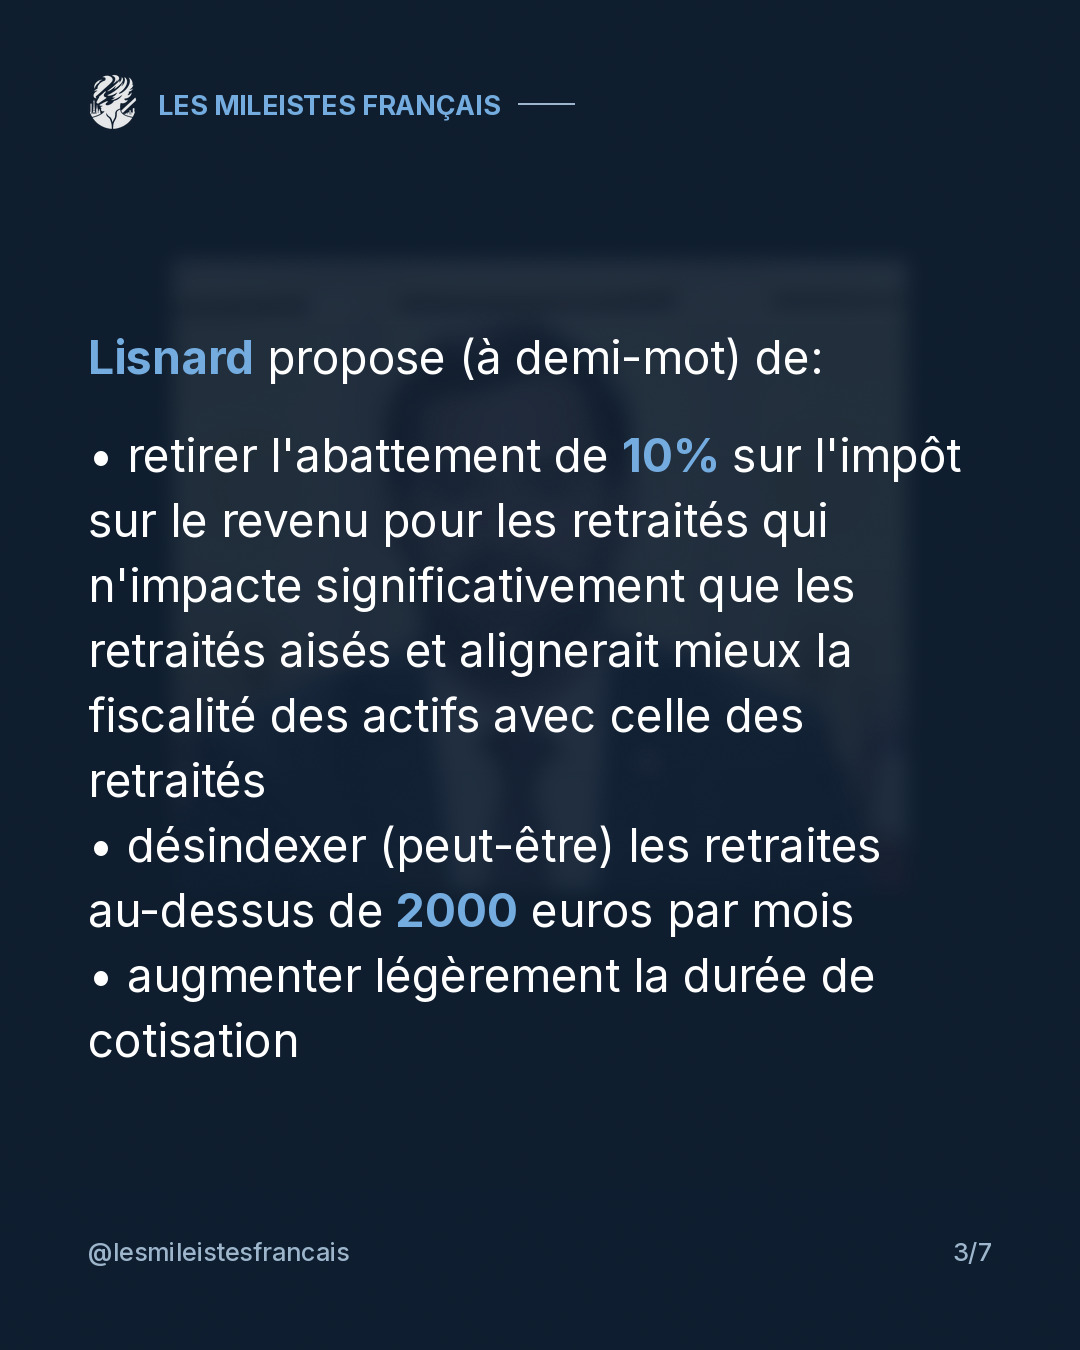 LES MILEISTES FRANÇAIS
Lisnard propose (à demi-mot) de:
• retirer l'abattement de 10% sur l'impôt
sur le revenu pour les retraités qui
n'impacte significativement que les
retraités aisés et alignerait mieux la
fiscalité des actifs avec celle des
retraités
• désindexer (peut-être) les retraites
au-dessus de 2000 euros par mois
• augmenter légèrement la durée de
cotisation
@lesmileistesfrancais
3/7